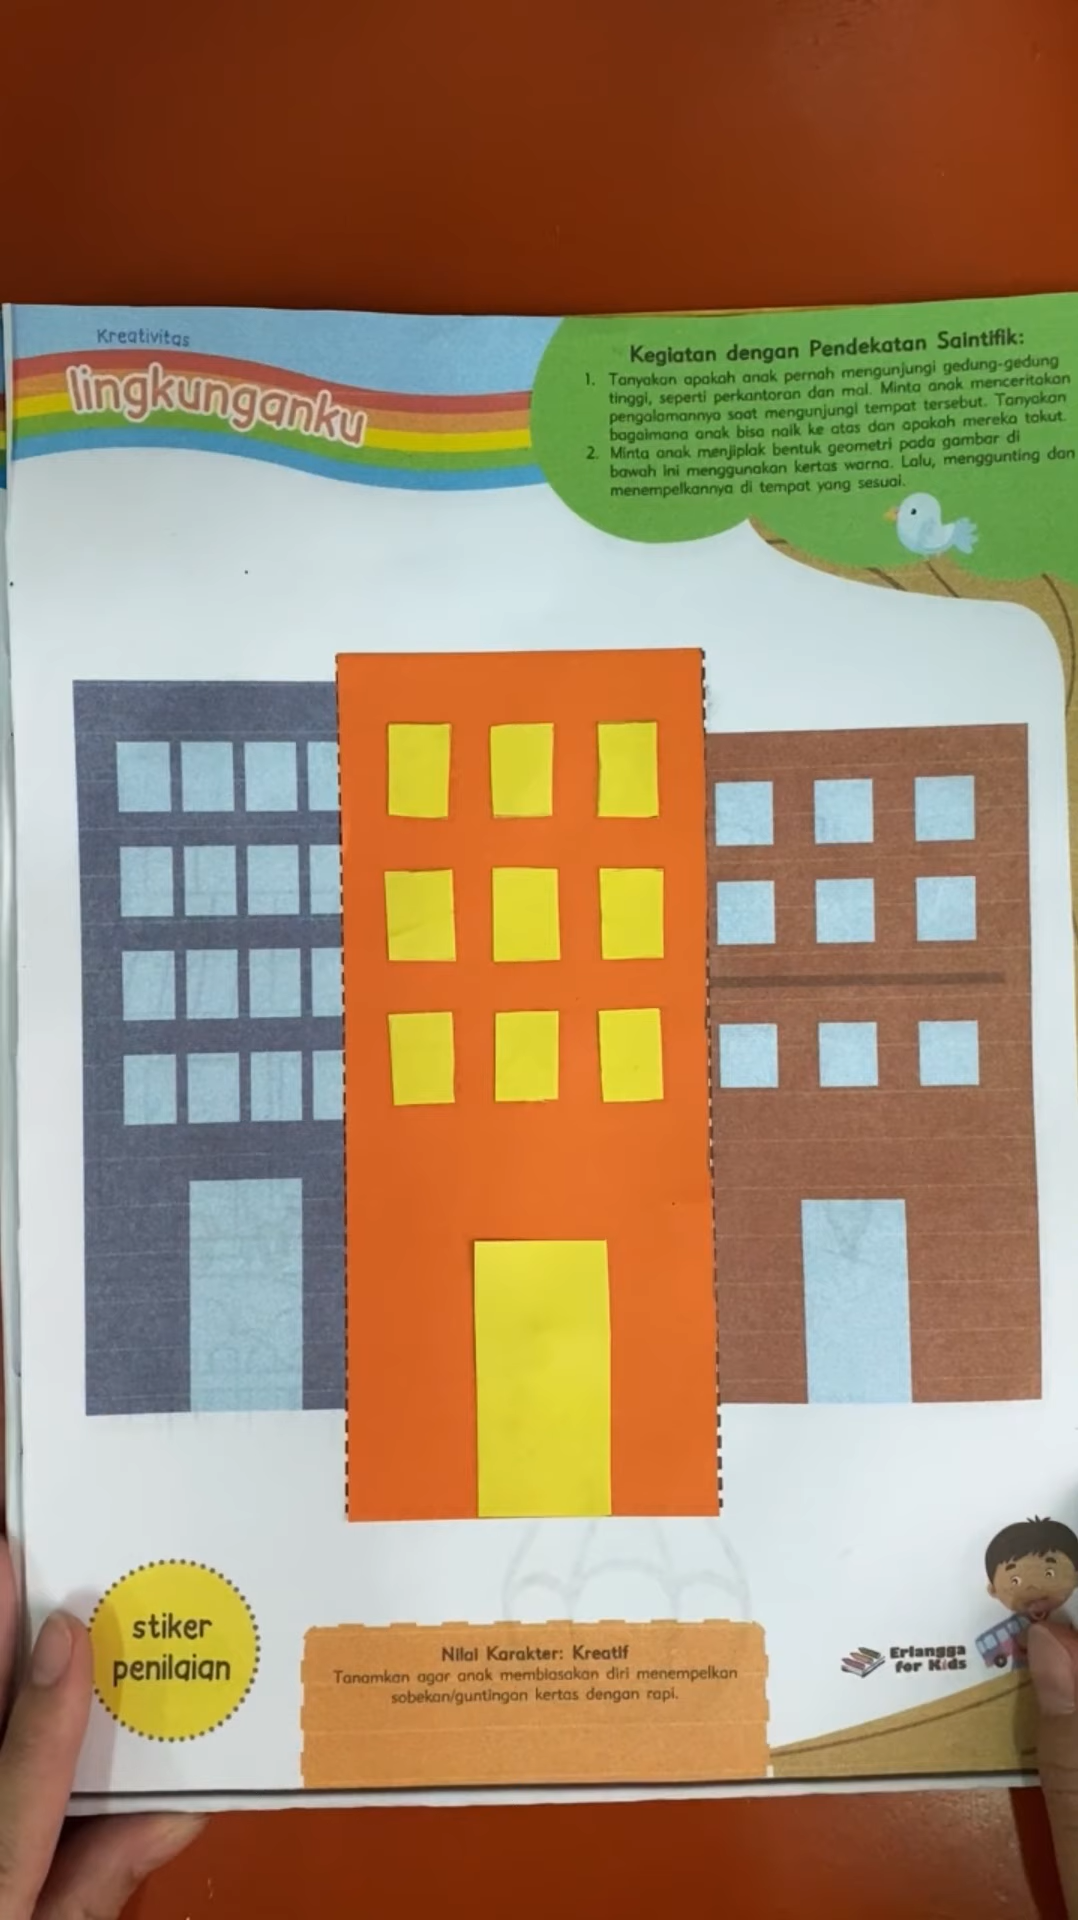 Kreativitas
lingkunganku
Kegiatan dengan Pendekatan Saintifik:
1. Tanyakan apakah anak pernah mengunjungi gedung-gedung
tinggi, seperti perkantoran dan mal. Minta anak menceritakan
pengalamannya saat mengunjungi tempat tersebut. Tanyakan
bagaimana anak bisa naik ke atas dan apakah mereka takut.
2. Minta anak menjiplak bentuk geometri pada gambar di
bawah ini menggunakan kertas warna. Lalu, menggunting dan
menempelkannya di tempat yang sesuai.
stiker
penilaian
Nilai Karakter: Kreatif
Tanamkan agar anak membiasakan diri menempelkan
sobekan/guntingan kertas dengan rapi.
Erlangga
for Kids